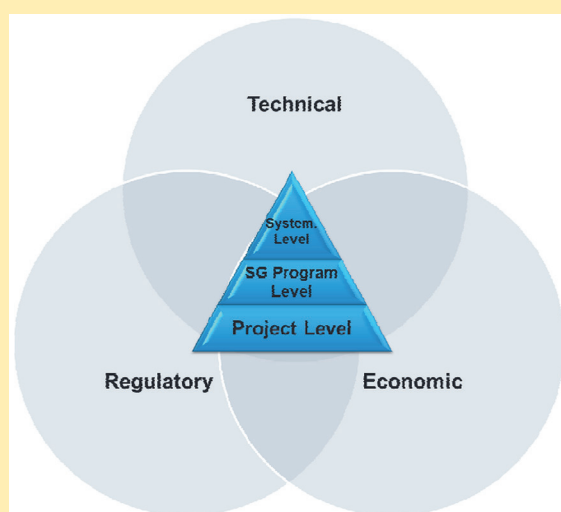 Technical
System.
Level
SG Program
Level
Project Level
Regulatory
Economic